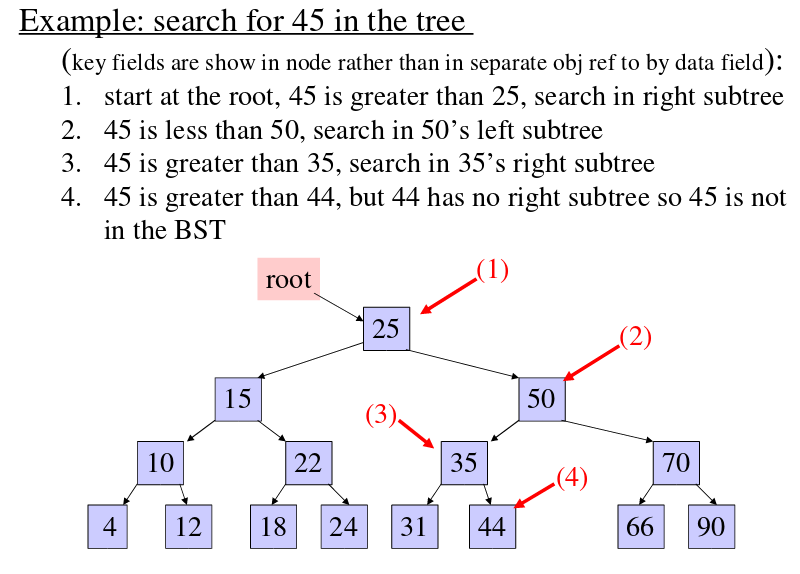 Example: search for 45 in the tree
(key fields are show in node rather than in separate obj ref to by data field):
1. start at the root, 45 is greater than 25, search in right subtree
2. 45 is less than 50, search in 50’s left subtree
3. 45 is greater than 35, search in 35’s right subtree
4. 45 is greater than 44, but 44 has no right subtree so 45 is not
in the BST
root (1)
25
(2)
15 50
(3)
10 22 35 70
(4)
4 12 18 24 31 44 66 90